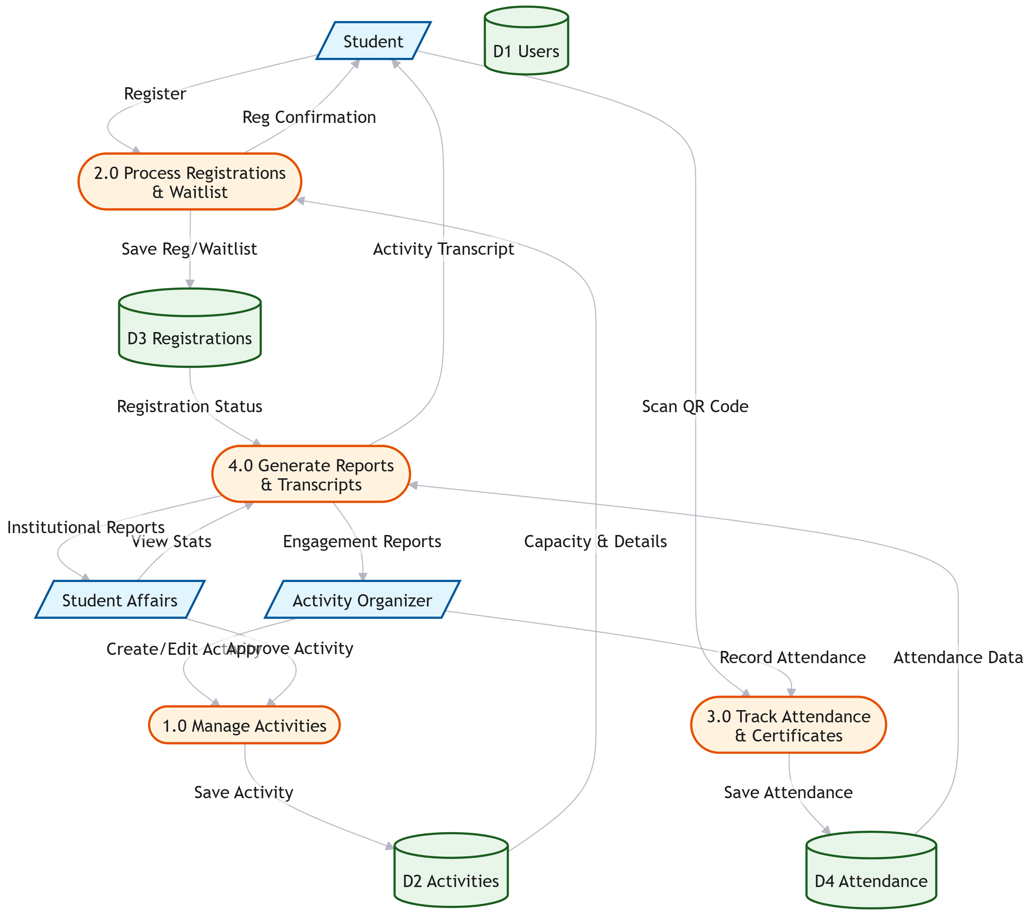 Student
D1 Users
Register
Reg Confirmation
2.0 Process Registrations
& Waitlist
Save Reg/Waitlist
Activity Transcript
D3 Registrations
Registration Status
Scan QR Code
4.0 Generate Reports
& Transcripts
Institutional Reports
View Stats
Engagement Reports
Capacity & Details
Student Affairs
Activity Organizer
Create/Edit Activity
Approve Activity
Record Attendance
Attendance Data
1.0 Manage Activities
3.0 Track Attendance
& Certificates
Save Activity
Save Attendance
D2 Activities
D4 Attendance